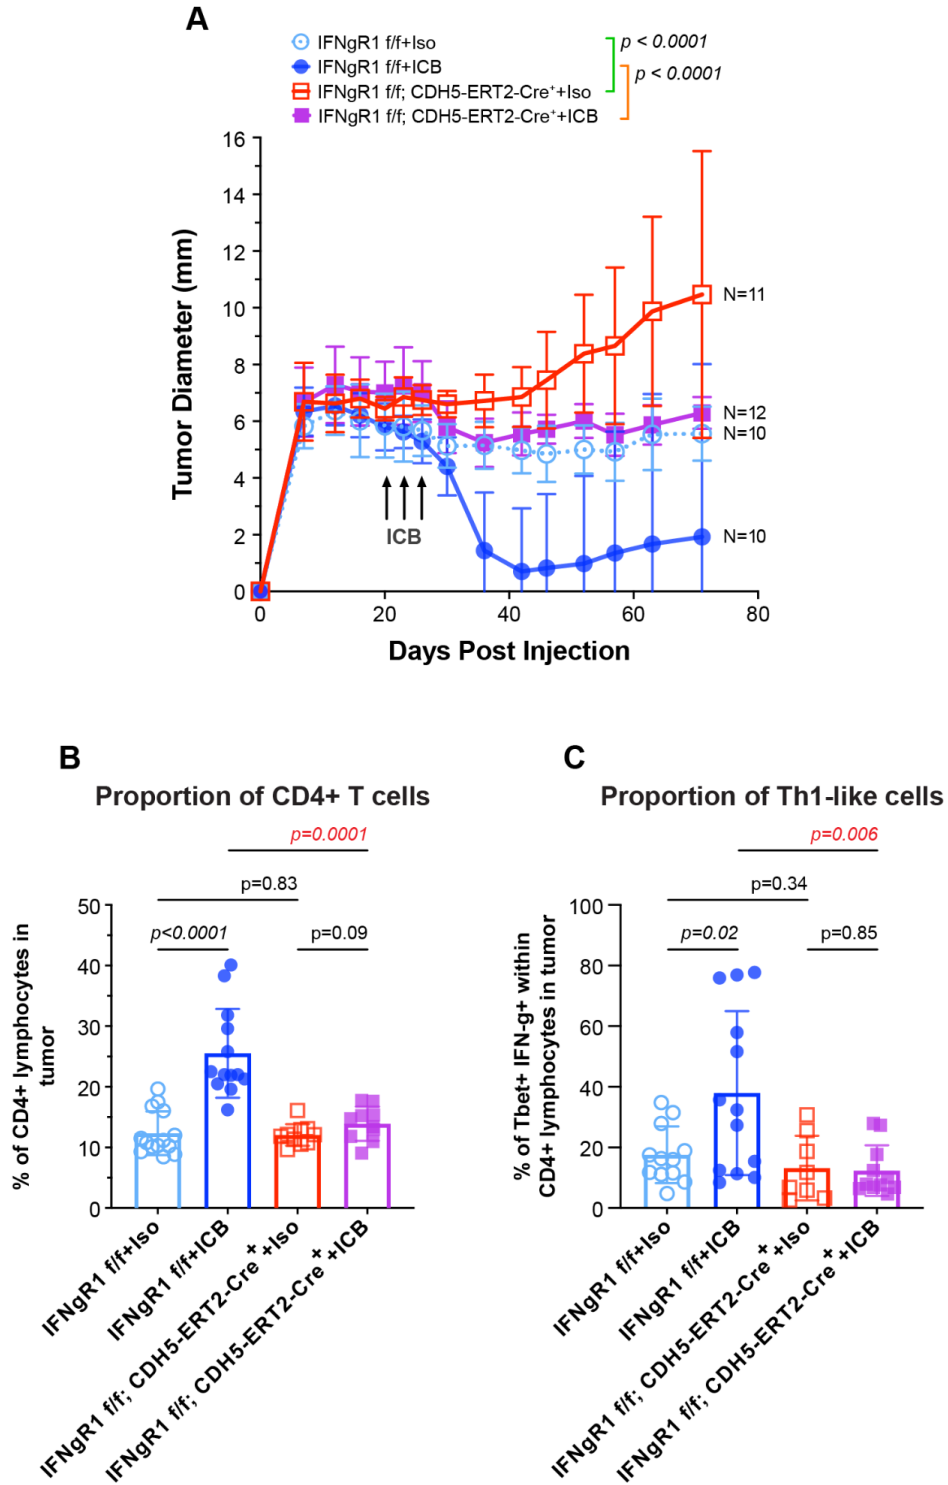 A
IFNgR1 f/f+Iso
IFNgR1 f/f+ICB
IFNgR1 f/f; CDH5-ERT2-Cre⁺+Iso
IFNgR1 f/f; CDH5-ERT2-Cre⁺+ICB
p < 0.0001
p < 0.0001
Tumor Diameter (mm)
16
14
12
10
8
6
4
2
0
N=11
N=12
N=10
N=10
ICB
0 20 40 60 80
Days Post Injection
B
Proportion of CD4+ T cells
p=0.0001
p=0.83
p<0.0001
p=0.09
% of CD4+ lymphocytes in
tumor
50
40
30
20
10
0
IFNgR1 f/f+Iso
IFNgR1 f/f+ICB
IFNgR1 f/f; CDH5-ERT2-Cre⁺+Iso
IFNgR1 f/f; CDH5-ERT2-Cre⁺+ICB
C
Proportion of Th1-like cells
p=0.006
p=0.34
p=0.02
p=0.85
% of Tbet+ IFN-g+ within
CD4+ lymphocytes in tumor
100
80
60
40
20
0
IFNgR1 f/f+Iso
IFNgR1 f/f+ICB
IFNgR1 f/f; CDH5-ERT2-Cre⁺+Iso
IFNgR1 f/f; CDH5-ERT2-Cre⁺+ICB